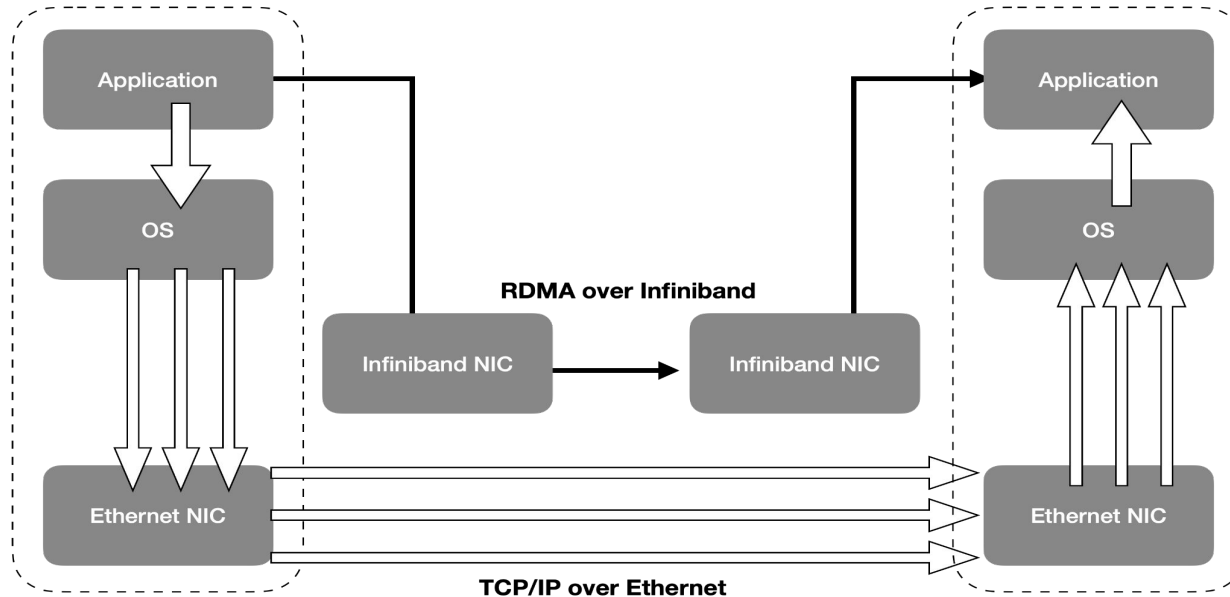 Application
Application
OS
OS
RDMA over Infiniband
Infiniband NIC
Infiniband NIC
Ethernet NIC
Ethernet NIC
TCP/IP over Ethernet